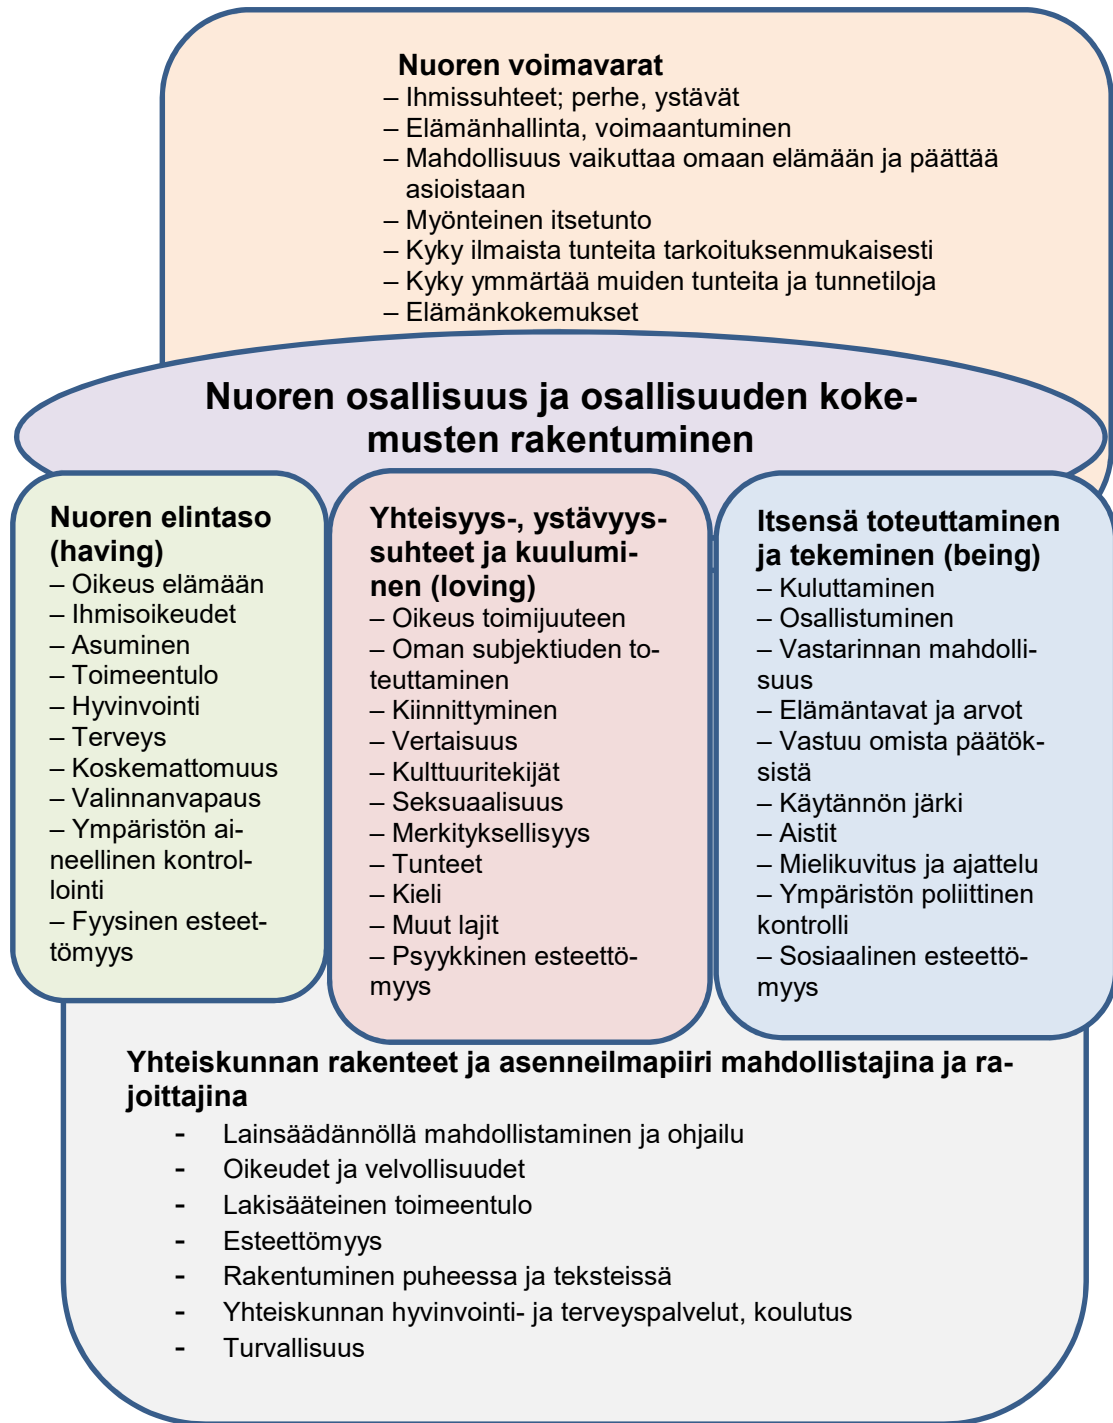 Nuoren voimavarat
– Ihmissuhteet; perhe, ystävät
– Elämänhallinta, voimaantuminen
– Mahdollisuus vaikuttaa omaan elämään ja päättää
asioistaan
– Myönteinen itsetunto
– Kyky ilmaista tunteita tarkoituksenmukaisesti
– Kyky ymmärtää muiden tunteita ja tunnetiloja
– Elämänkokemukset
Nuoren osallisuus ja osallisuuden koke-
musten rakentuminen
Nuoren elintaso
(having)
– Oikeus elämään
– Ihmisoikeudet
– Asuminen
– Toimeentulo
– Hyvinvointi
– Terveys
– Koskemattomuus
– Valinnanvapaus
– Ympäristön ai-
neellinen kontrol-
lointi
– Fyysinen esteet-
tömyys
Yhteisyys-, ystävyys-
suhteet ja kuulumi-
nen (loving)
– Oikeus toimijuuteen
– Oman subjektiuden to-
teuttaminen
– Kiinnittyminen
– Vertaisuus
– Kulttuuritekijät
– Seksuaalisuus
– Merkityksellisyys
– Tunteet
– Kieli
– Muut lajit
– Psyykkinen esteettö-
myys
Itsensä toteuttaminen
ja tekeminen (being)
– Kuluttaminen
– Osallistuminen
– Vastarinnan mahdolli-
suus
– Elämäntavat ja arvot
– Vastuu omista päätök-
sistä
– Käytännön järki
– Aistit
– Mielikuvitus ja ajattelu
– Ympäristön poliittinen
kontrolli
– Sosiaalinen esteettö-
myys
Yhteiskunnan rakenteet ja asenneilmapiiri mahdollistajina ja ra-
joittajina
- Lainsäädännöllä mahdollistaminen ja ohjailu
- Oikeudet ja velvollisuudet
- Lakisääteinen toimeentulo
- Esteettömyys
- Rakentuminen puheessa ja teksteissä
- Yhteiskunnan hyvinvointi- ja terveyspalvelut, koulutus
- Turvallisuus